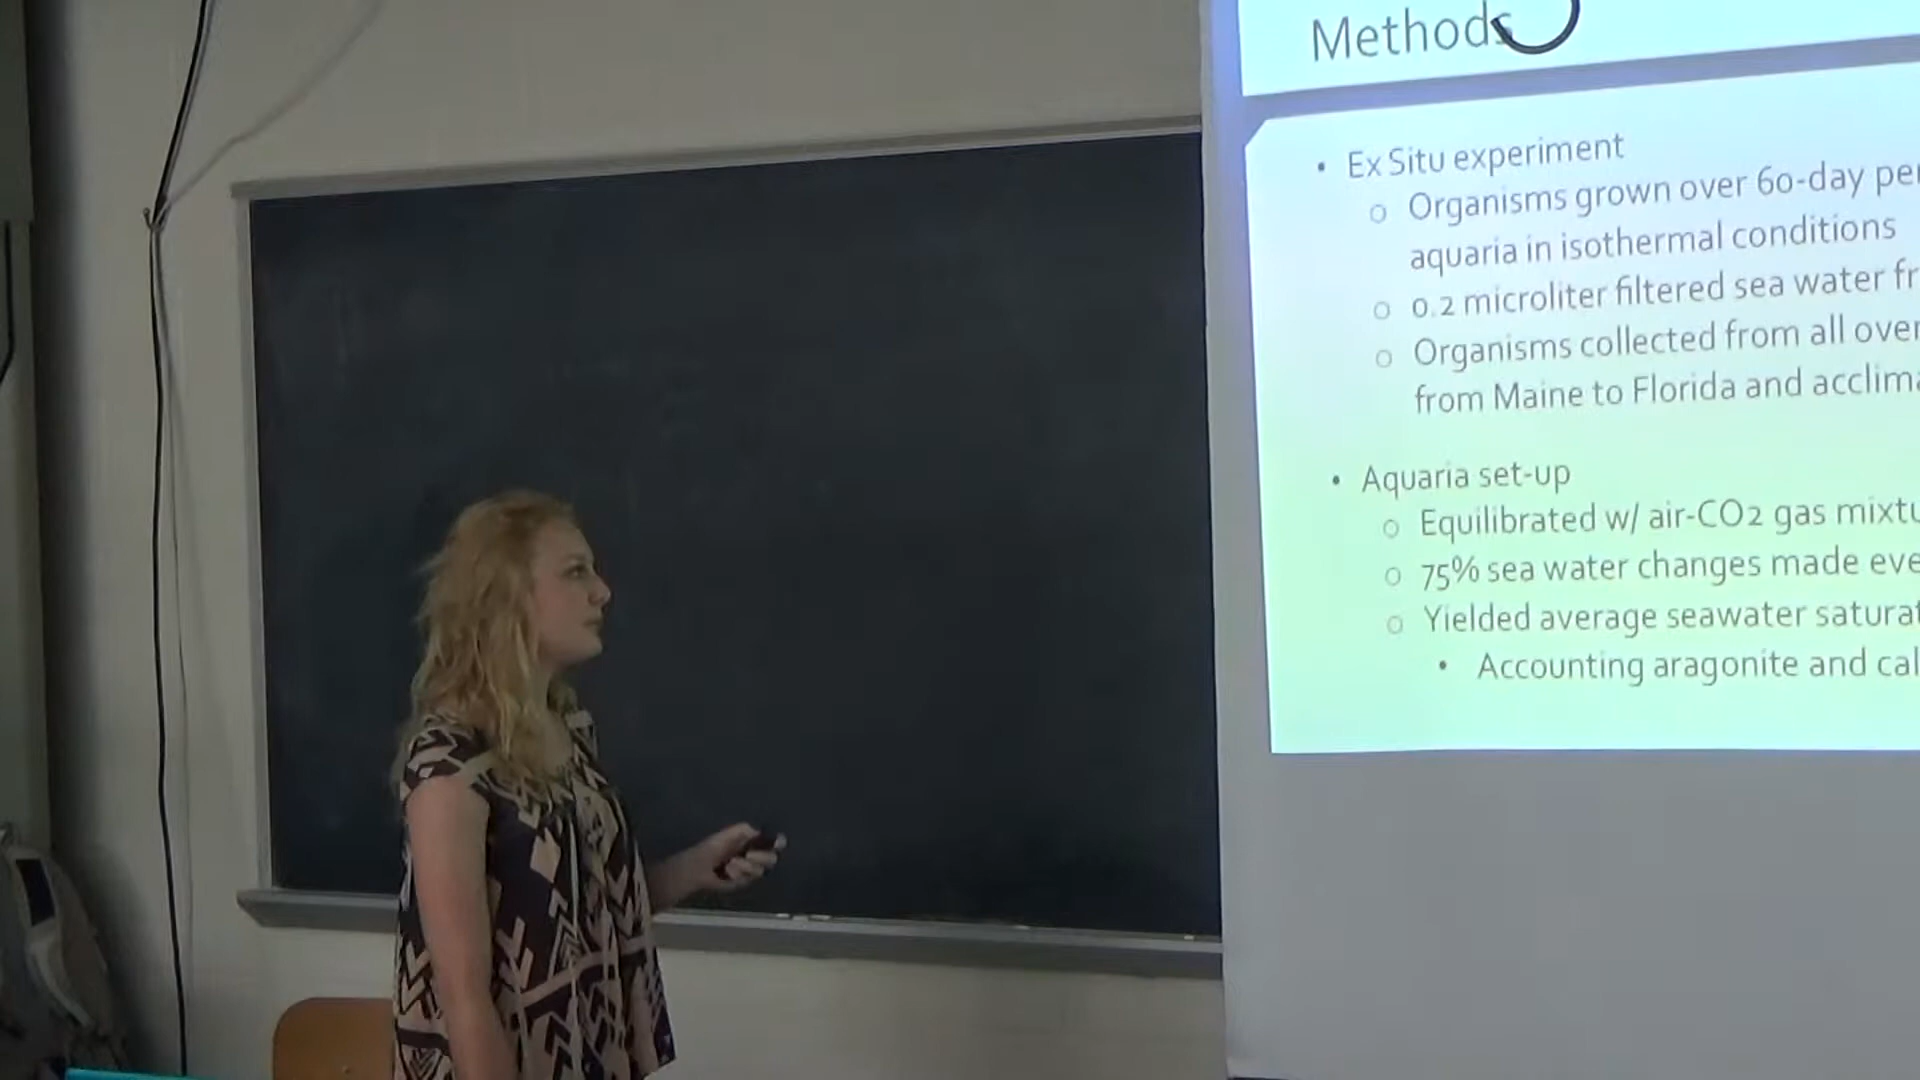 Methods
• Ex Situ experiment
o Organisms grown over 60-day
aquaria in isothermal conditions
o 0.2 microliter filtered sea water
o Organisms collected from all over
from Maine to Florida and
• Aquaria set-up
o Equilibrated w/ air-CO2 gas
o 75% sea water changes made
o Yielded average seawater
• Accounting aragonite and